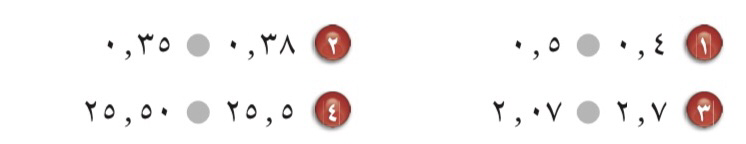 ١ ٠,٤ ● ٠,٥ ٢ ٠,٣٨ ● ٠,٣٥
٣ ٢,٧ ● ٢,٠٧ ٤ ٢٥,٥ ● ٢٥,٥٠